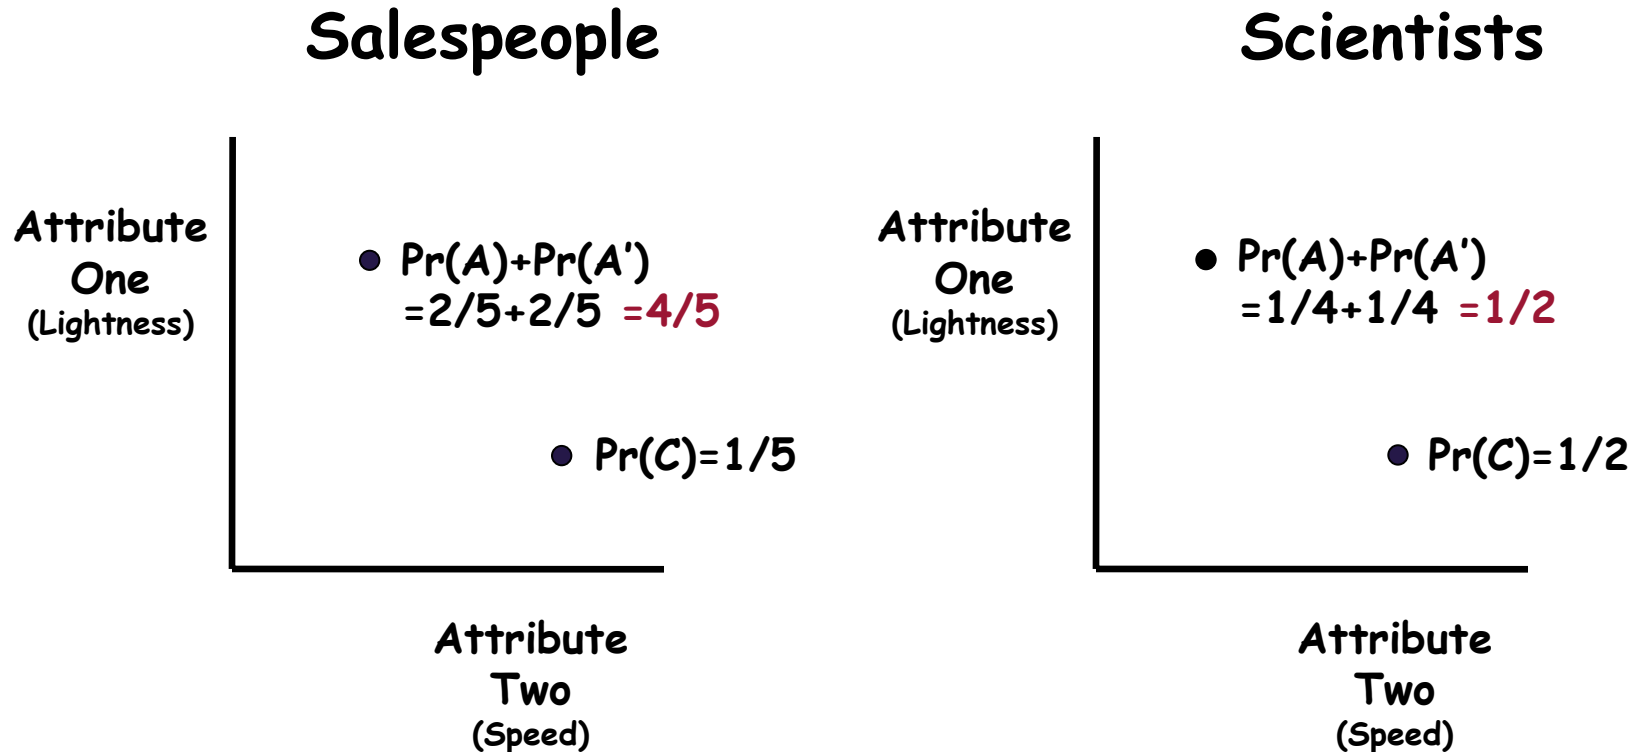 Salespeople
Attribute
One
(Lightness)
Pr(A)+Pr(A')
=2/5+2/5 =4/5
Pr(C)=1/5
Attribute
Two
(Speed)
Scientists
Attribute
One
(Lightness)
Pr(A)+Pr(A')
=1/4+1/4 =1/2
Pr(C)=1/2
Attribute
Two
(Speed)